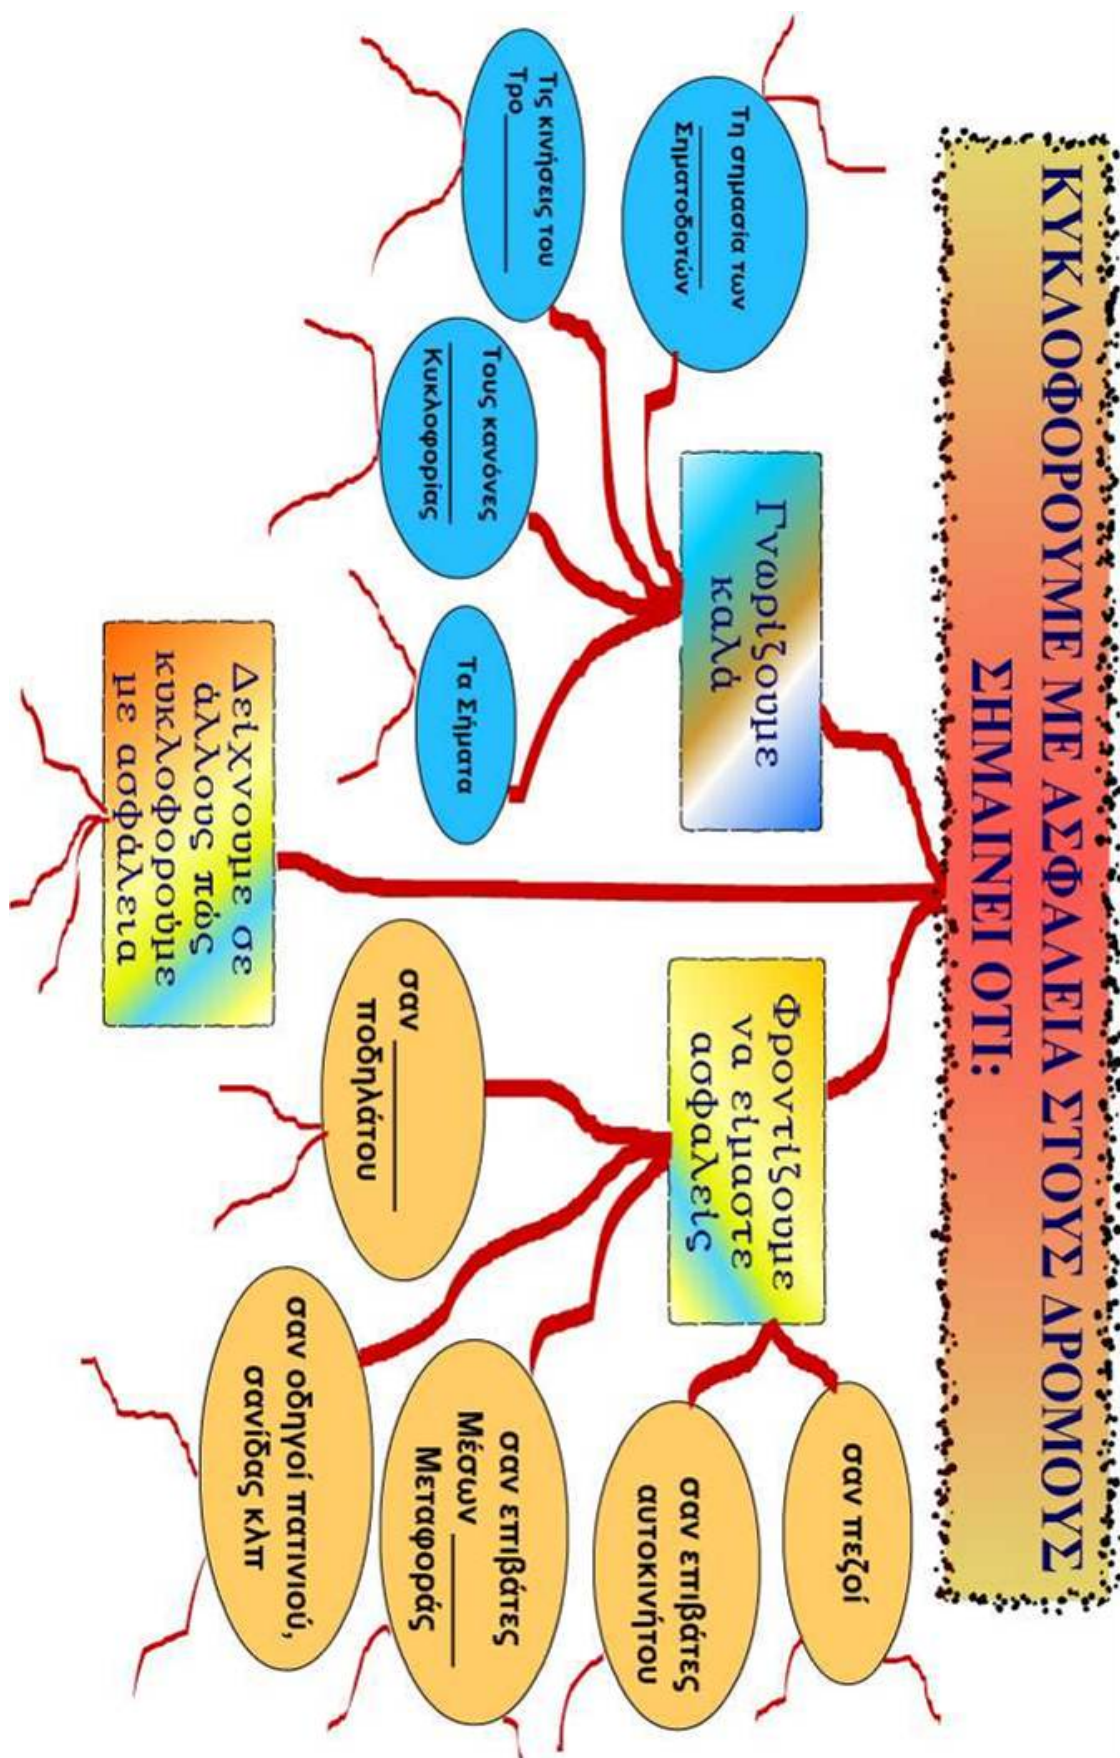 ΚΥΚΛΟΦΟΡΟΥΜΕ ΜΕ ΑΣΦΑΛΕΙΑ ΣΤΟΥΣ ΔΡΟΜΟΥΣ
ΣΗΜΑΙΝΕΙ ΟΤΙ:
Γνωρίζουμε
καλά
Τη σημασία των
Σηματοδοτών
Τις κινήσεις του
Τρο
Τους κανόνες
Κυκλοφορίας
Τα Σήματα
Δείχνουμε σε
άλλους πώς
κυκλοφορούμε
με ασφάλεια
Φροντίζουμε
να είμαστε
ασφαλείς
σαν
ποδηλάτου
σαν οδηγοί πατινιού,
σανίδας κλπ
σαν επιβάτες
Μέσων
Μεταφοράς
σαν επιβάτες
αυτοκινήτου
σαν πεζοί